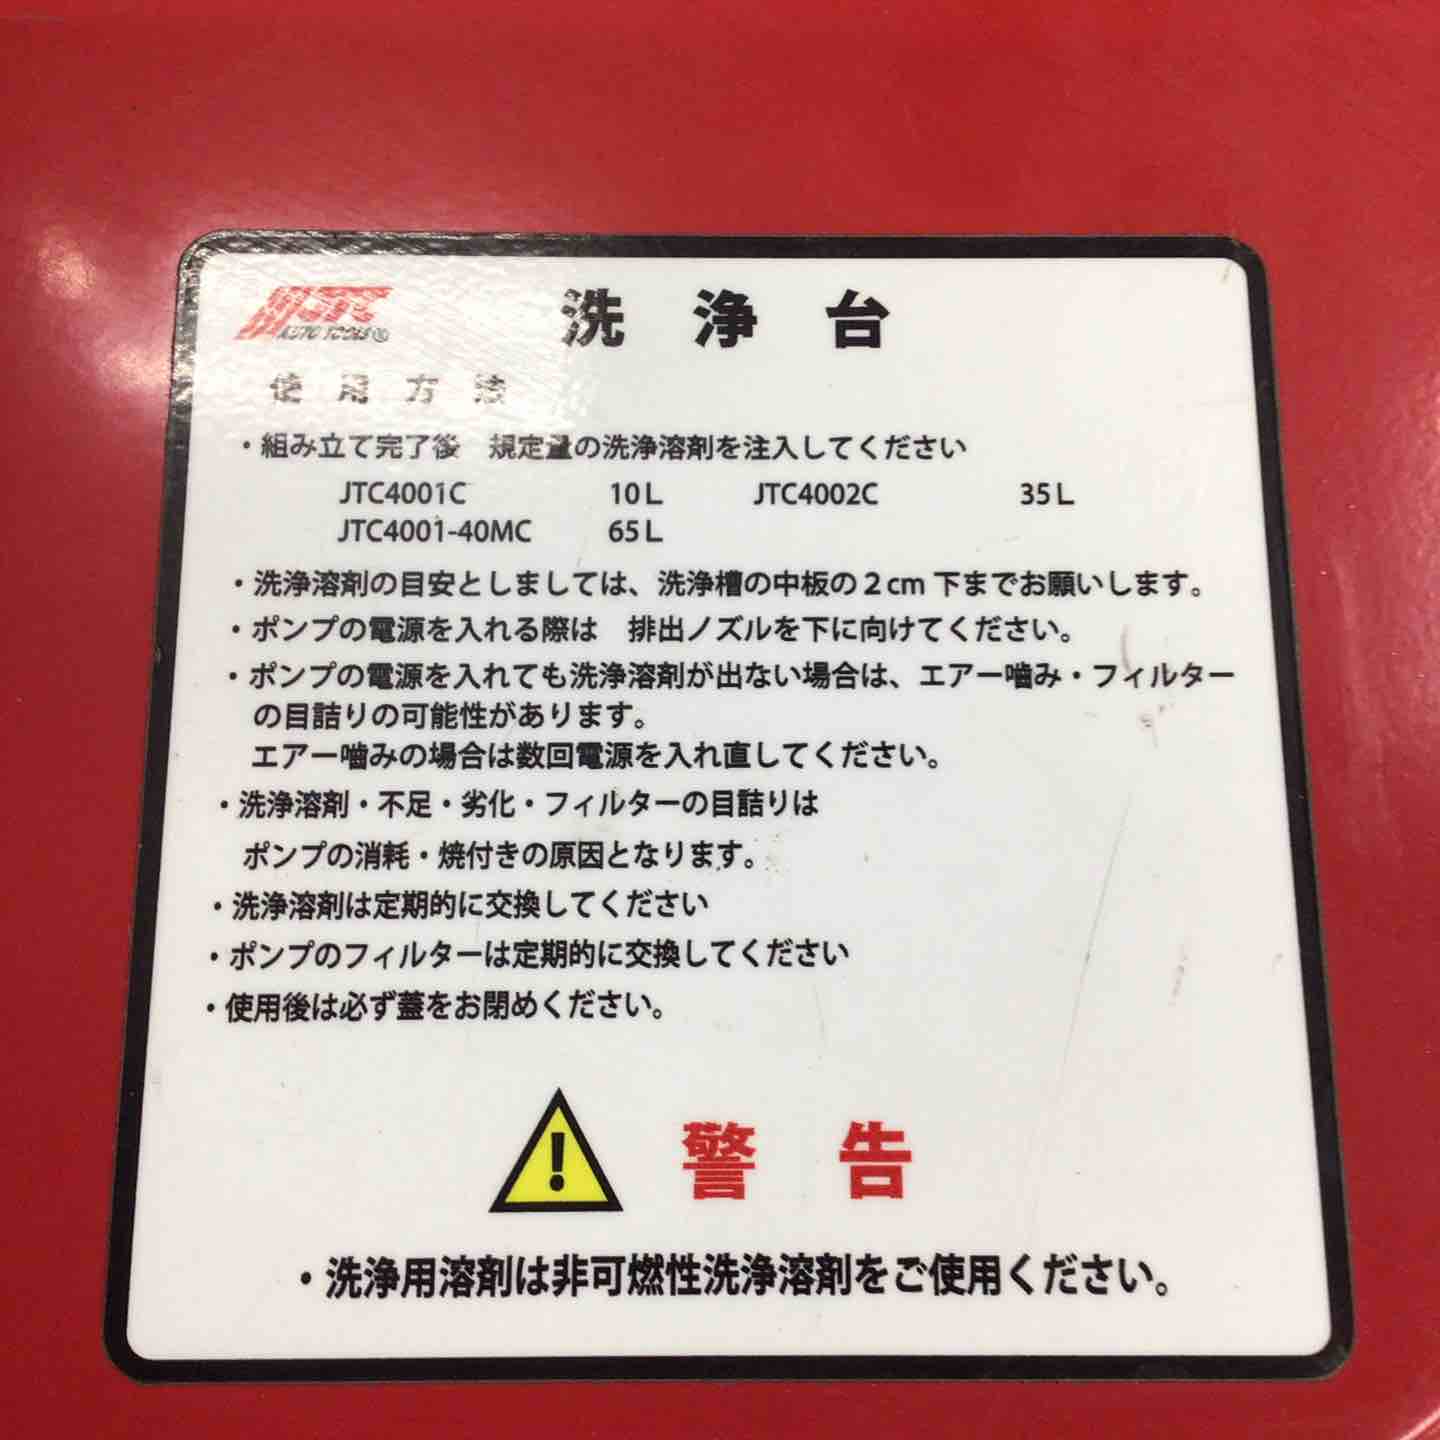 JTC
AUTO TOOLS®
洗浄台
使用方法
・組み立て完了後　規定量の洗浄溶剤を注入してください
JTC4001C 10L JTC4002C 35L
JTC4001-40MC 65L
・洗浄溶剤の目安としましては、洗浄槽の中板の2cm下までお願いします。
・ポンプの電源を入れる際は　排出ノズルを下に向けてください。
・ポンプの電源を入れても洗浄溶剤が出ない場合は、エアー噛み・フィルター
の目詰りの可能性があります。
エアー噛みの場合は数回電源を入れ直してください。
・洗浄溶剤・不足・劣化・フィルターの目詰りは
ポンプの消耗・焼付きの原因となります。
・洗浄溶剤は定期的に交換してください
・ポンプのフィルターは定期的に交換してください
・使用後は必ず蓋をお閉めください。
警告
・洗浄用溶剤は非可燃性洗浄溶剤をご使用ください。